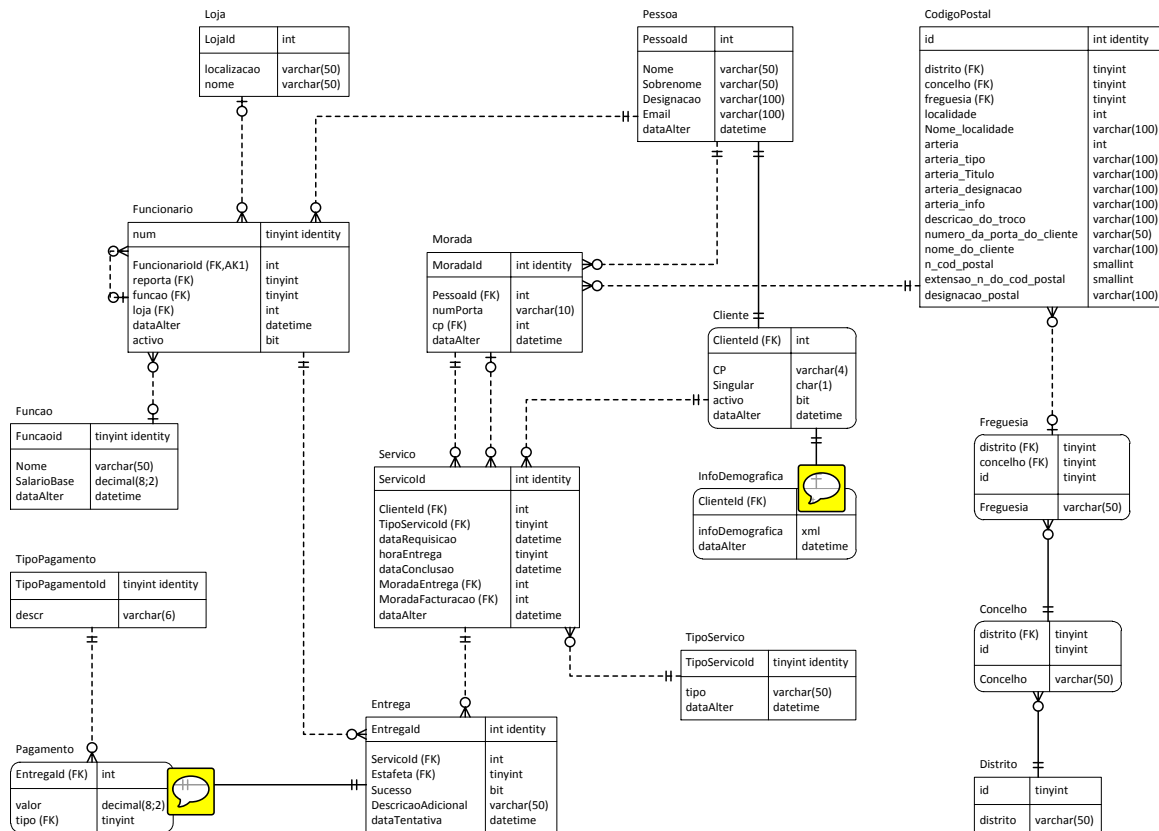 Loja
LojaId int
localizacao varchar(50)
nome varchar(50)
Pessoa
PessoaId int
Nome varchar(50)
Sobrenome varchar(50)
Designacao varchar(100)
Email varchar(100)
dataAlter datetime
CodigoPostal
id int identity
distrito (FK) tinyint
concelho (FK) tinyint
freguesia (FK) tinyint
localidade int
Nome_localidade varchar(100)
arteria int
arteria_tipo varchar(100)
arteria_Titulo varchar(100)
arteria_designacao varchar(100)
arteria_info varchar(100)
descricao_do_troco varchar(100)
numero_da_porta_do_cliente varchar(50)
nome_do_cliente varchar(100)
n_cod_postal smallint
extensao_n_do_cod_postal smallint
designacao_postal varchar(100)
Funcionario
num tinyint identity
FuncionarioId (FK,AK1) int
reporta (FK) tinyint
funcao (FK) tinyint
loja (FK) int
dataAlter datetime
activo bit
Morada
MoradaId int identity
PessoaId (FK) int
numPorta varchar(10)
cp (FK) int
dataAlter datetime
Cliente
ClienteId (FK) int
CP varchar(4)
Singular char(1)
activo bit
dataAlter datetime
Funcao
Funcaoid tinyint identity
Nome varchar(50)
SalarioBase decimal(8;2)
dataAlter datetime
Servico
ServicoId int identity
ClienteId (FK) int
TipoServicoId (FK) tinyint
dataRequisicao datetime
horaEntrega tinyint
dataConclusao datetime
MoradaEntrega (FK) int
MoradaFacturacao (FK) int
dataAlter datetime
InfoDemografica
ClienteId (FK)
infoDemografica xml
dataAlter datetime
Freguesia
distrito (FK) tinyint
concelho (FK) tinyint
id tinyint
Freguesia varchar(50)
TipoPagamento
TipoPagamentoId tinyint identity
descr varchar(6)
TipoServico
TipoServicoId tinyint identity
tipo varchar(50)
dataAlter datetime
Concelho
distrito (FK) tinyint
id tinyint
Concelho varchar(50)
Entrega
EntregaId int identity
ServicoId (FK) int
Estafeta (FK) tinyint
Sucesso bit
DescricaoAdicional varchar(50)
dataTentativa datetime
Pagamento
EntregaId (FK) int
valor decimal(8;2)
tipo (FK) tinyint
Distrito
id tinyint
distrito varchar(50)